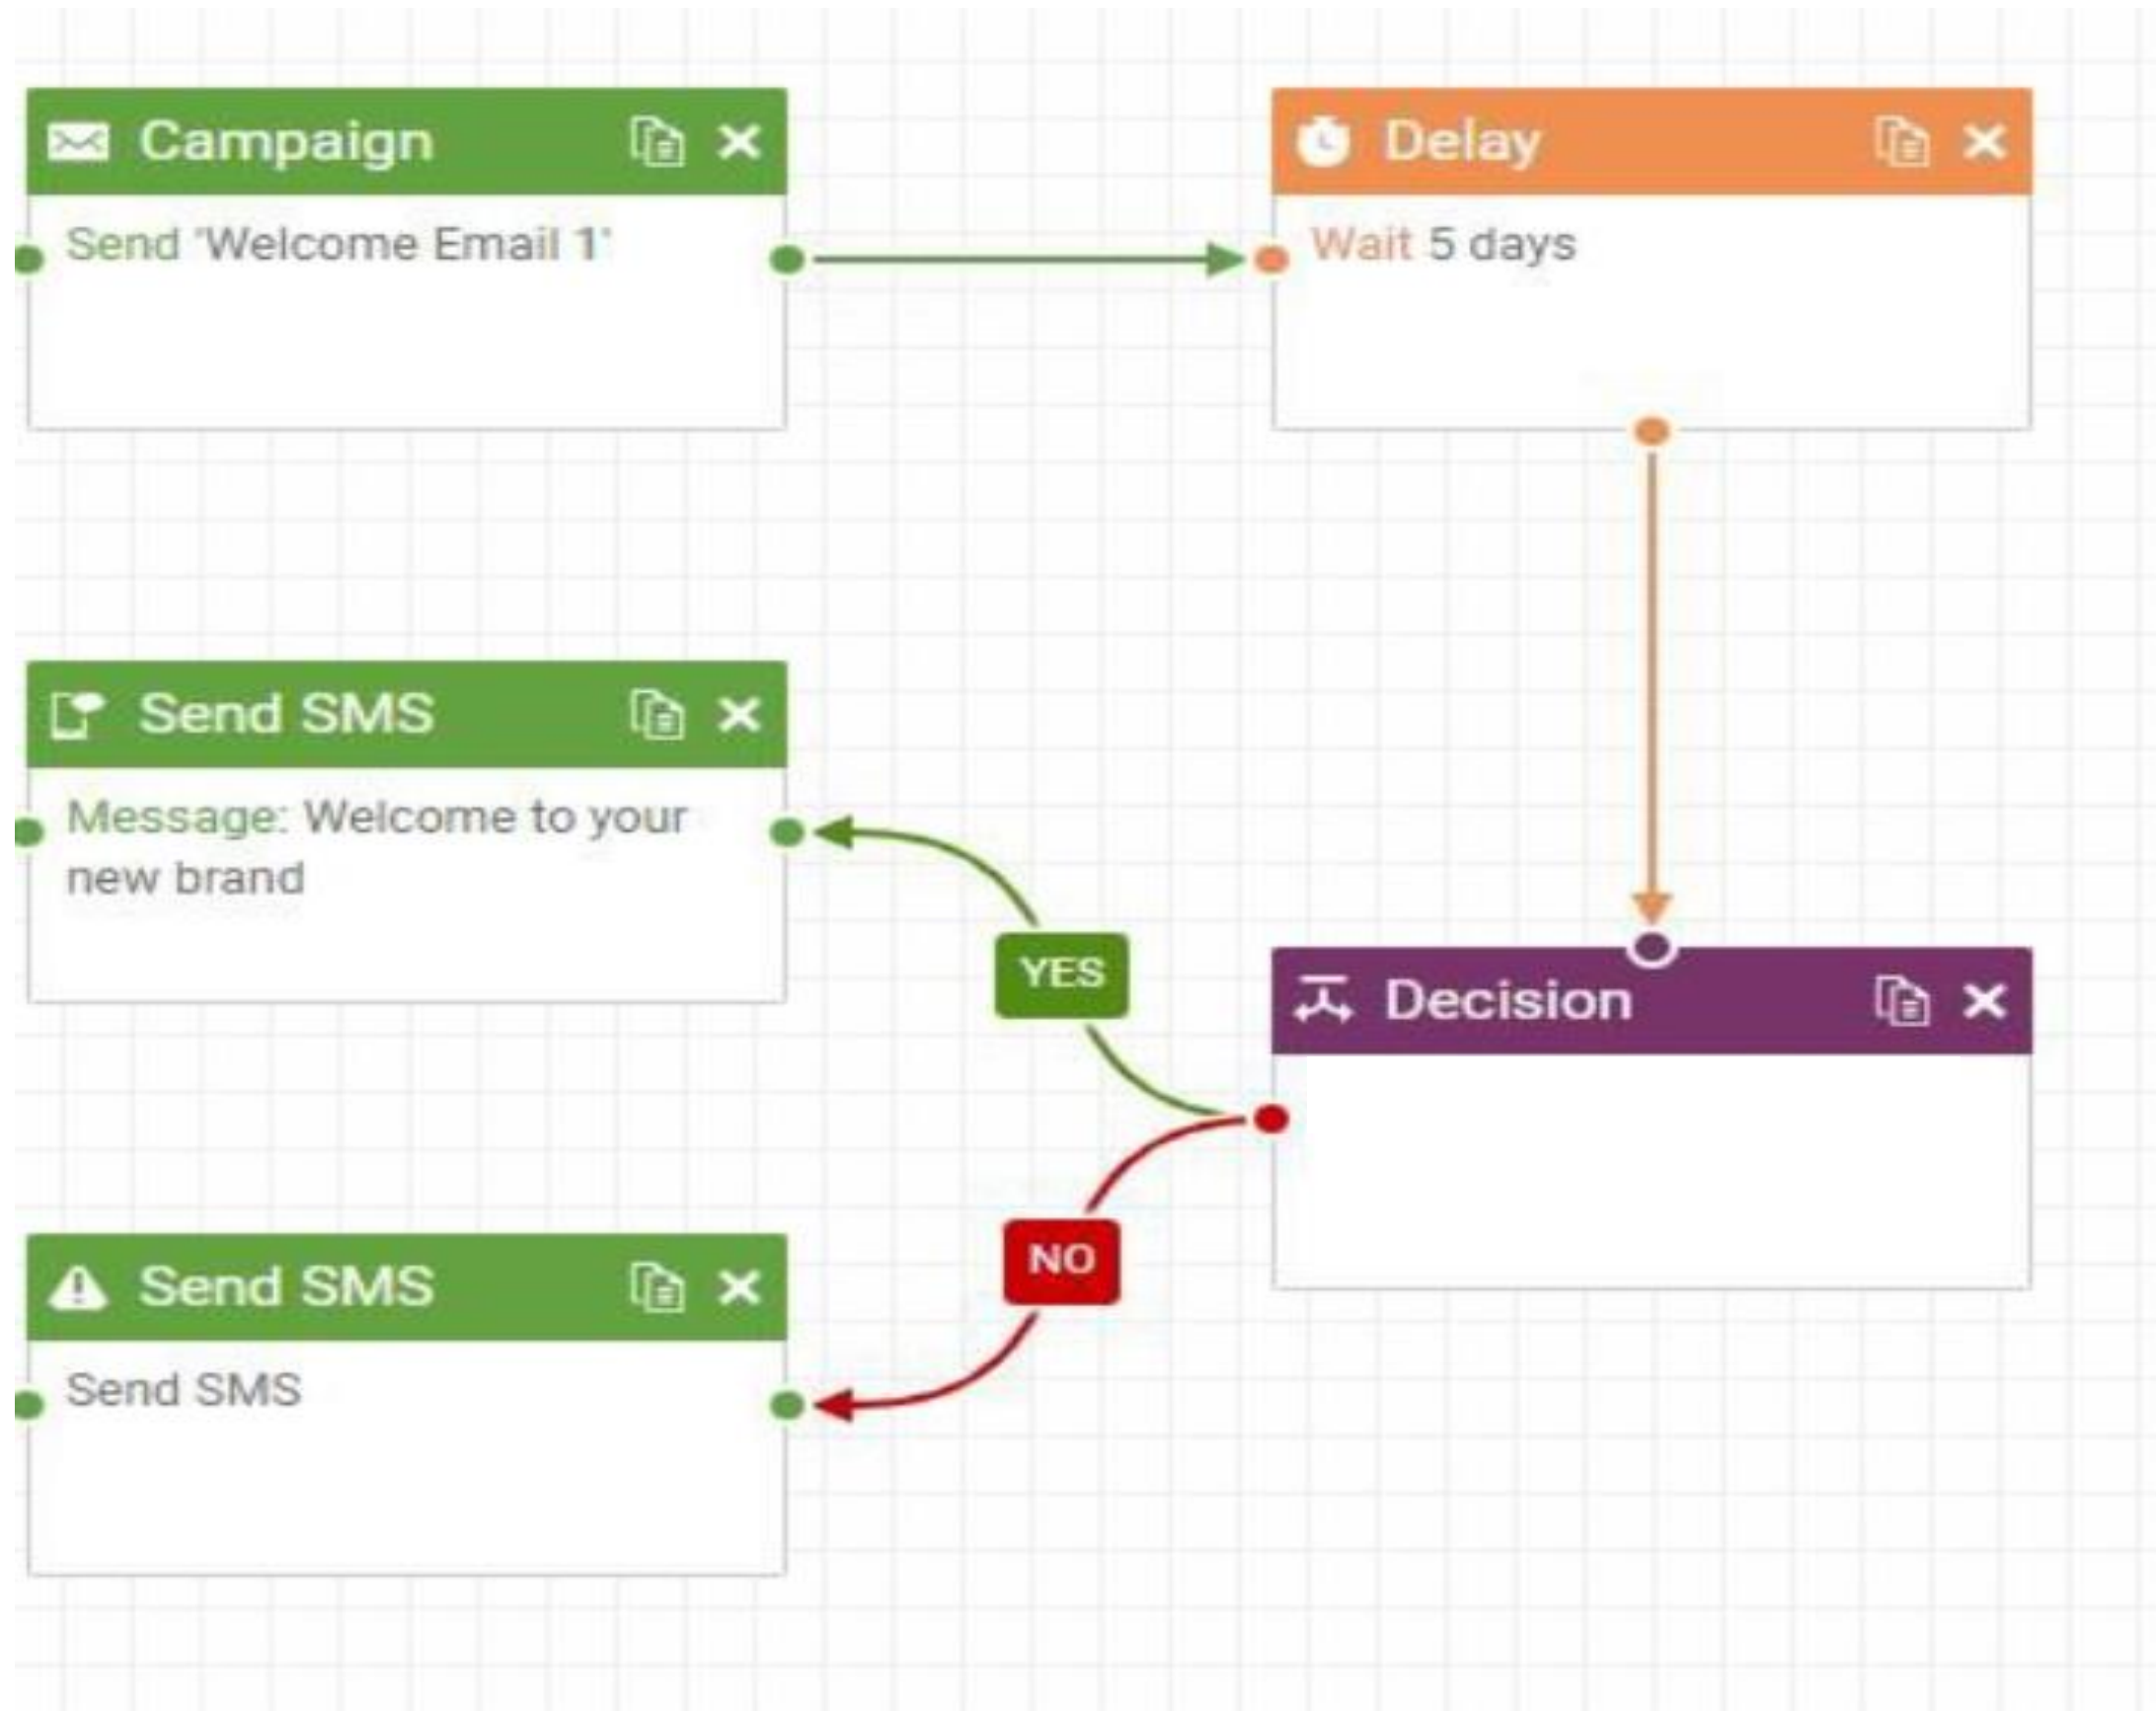 Campaign
Send 'Welcome Email 1'
Delay
Wait 5 days
Send SMS
Message: Welcome to your
new brand
YES
Decision
NO
Send SMS
Send SMS